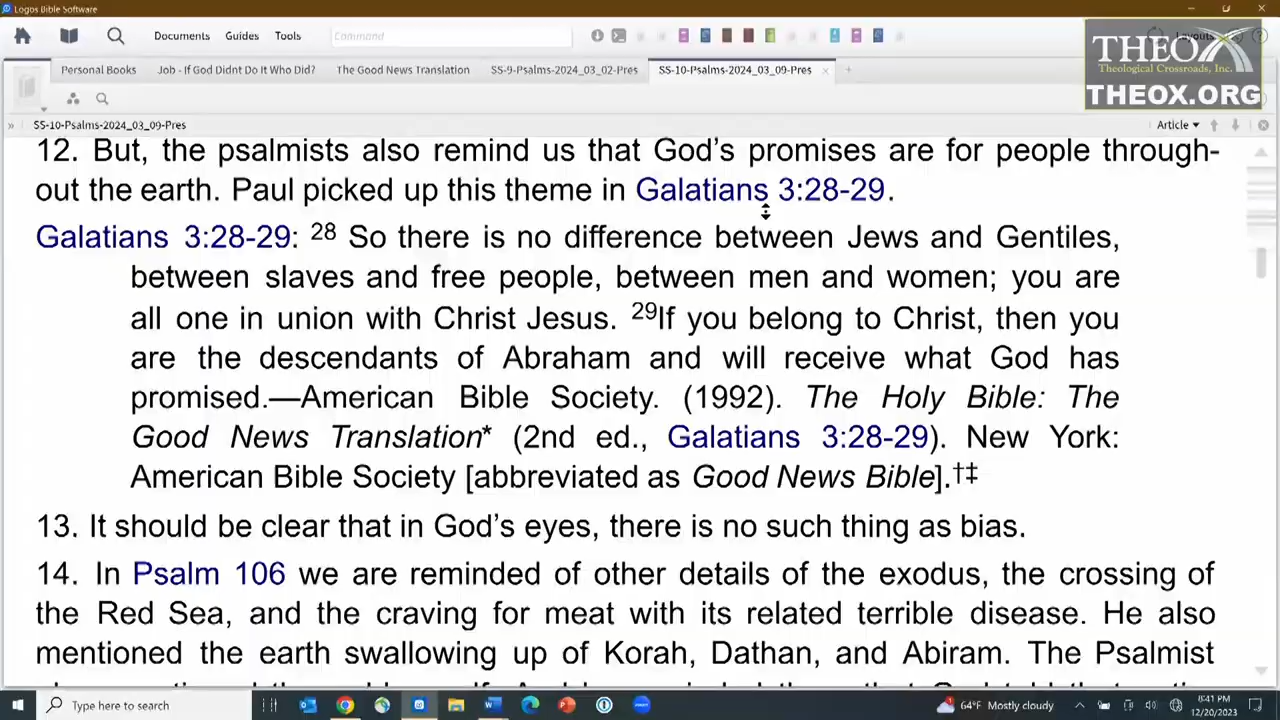 Logos Bible Software
Documents Guides Tools Command Layouts
THEO
Theological Crossroads, Inc.
THEOX.ORG
Personal Books Job - If God Didnt Do It Who Did? The Good News Translation SS-09-Psalms-2024_03_02-Pres SS-10-Psalms-2024_03_09-Pres
SS-10-Psalms-2024_03_09-Pres Article
12. But, the psalmists also remind us that God's promises are for people through-
out the earth. Paul picked up this theme in Galatians 3:28-29.
Galatians 3:28-29: 28 So there is no difference between Jews and Gentiles,
between slaves and free people, between men and women; you are
all one in union with Christ Jesus. 29If you belong to Christ, then you
are the descendants of Abraham and will receive what God has
promised.—American Bible Society. (1992). The Holy Bible: The
Good News Translation* (2nd ed., Galatians 3:28-29). New York:
American Bible Society [abbreviated as Good News Bible].†‡
13. It should be clear that in God's eyes, there is no such thing as bias.
14. In Psalm 106 we are reminded of other details of the exodus, the crossing of
the Red Sea, and the craving for meat with its related terrible disease. He also
mentioned the earth swallowing up of Korah, Dathan, and Abiram. The Psalmist
Type here to search
64°F Mostly cloudy
8:41 PM
12/20/2023